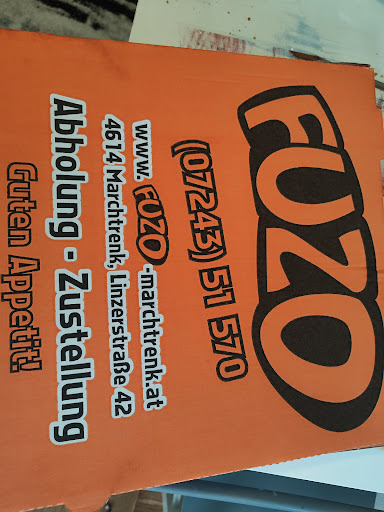 FUZO
(07243) 51 570
www.FUZO-marchtrenk.at
4614 Marchtrenk, Linzerstraße 42
Abholung - Zustellung
Guten Appetit!